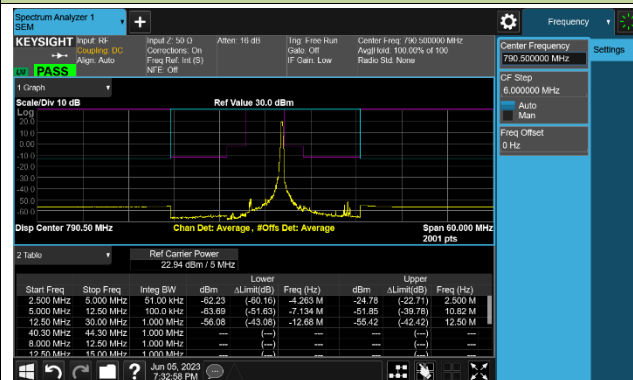 Spectrum Analyzer 1
SEM
Frequency
KEYSIGHT
Input: RF
Coupling: DC
Align: Auto
Input Z: 50 Ω
Corrections: On
Freq Ref: Int (S)
NFE: Off
Atten: 16 dB
Trig: Free Run
Gate: Off
IF Gain: Low
Center Freq: 790.500000 MHz
Avg|Hold: 100.00% of 100
Radio Std: None
PASS
Center Frequency
790.500000 MHz
Settings
CF Step
6.000000 MHz
Auto
Man
Freq Offset
0 Hz
1 Graph
Scale/Div 10 dB
Ref Value 30.0 dBm
Log
20.0
10.0
0.00
-10.0
-20.0
-30.0
-40.0
-50.0
-60.0
Disp Center 790.50 MHz
Chan Det: Average , #Offs Det: Average
Span 60.000 MHz
2001 pts
2 Table
Ref Carrier Power
22.94 dBm / 5 MHz
Lower Upper
Start Freq Stop Freq Integ BW dBm ΔLimit(dB) Freq (Hz) dBm ΔLimit(dB) Freq (Hz)
2.500 MHz 5.000 MHz 51.00 kHz -62.23 (-60.16) -4.263 M -24.78 (-22.71) 2.500 M
5.000 MHz 12.50 MHz 100.0 kHz -63.69 (-51.63) -7.134 M -51.85 (-39.78) 10.82 M
12.50 MHz 30.00 MHz 1.000 MHz -56.08 (-43.08) -12.68 M -55.42 (-42.42) 12.50 M
40.30 MHz 44.30 MHz 1.000 MHz --- (---) --- --- (---) ---
8.000 MHz 12.50 MHz 1.000 MHz --- (---) --- --- (---) ---
12.50 MHz 15.00 MHz 1.000 MHz --- (---) --- --- (---) ---
Jun 05, 2023
7:32:58 PM